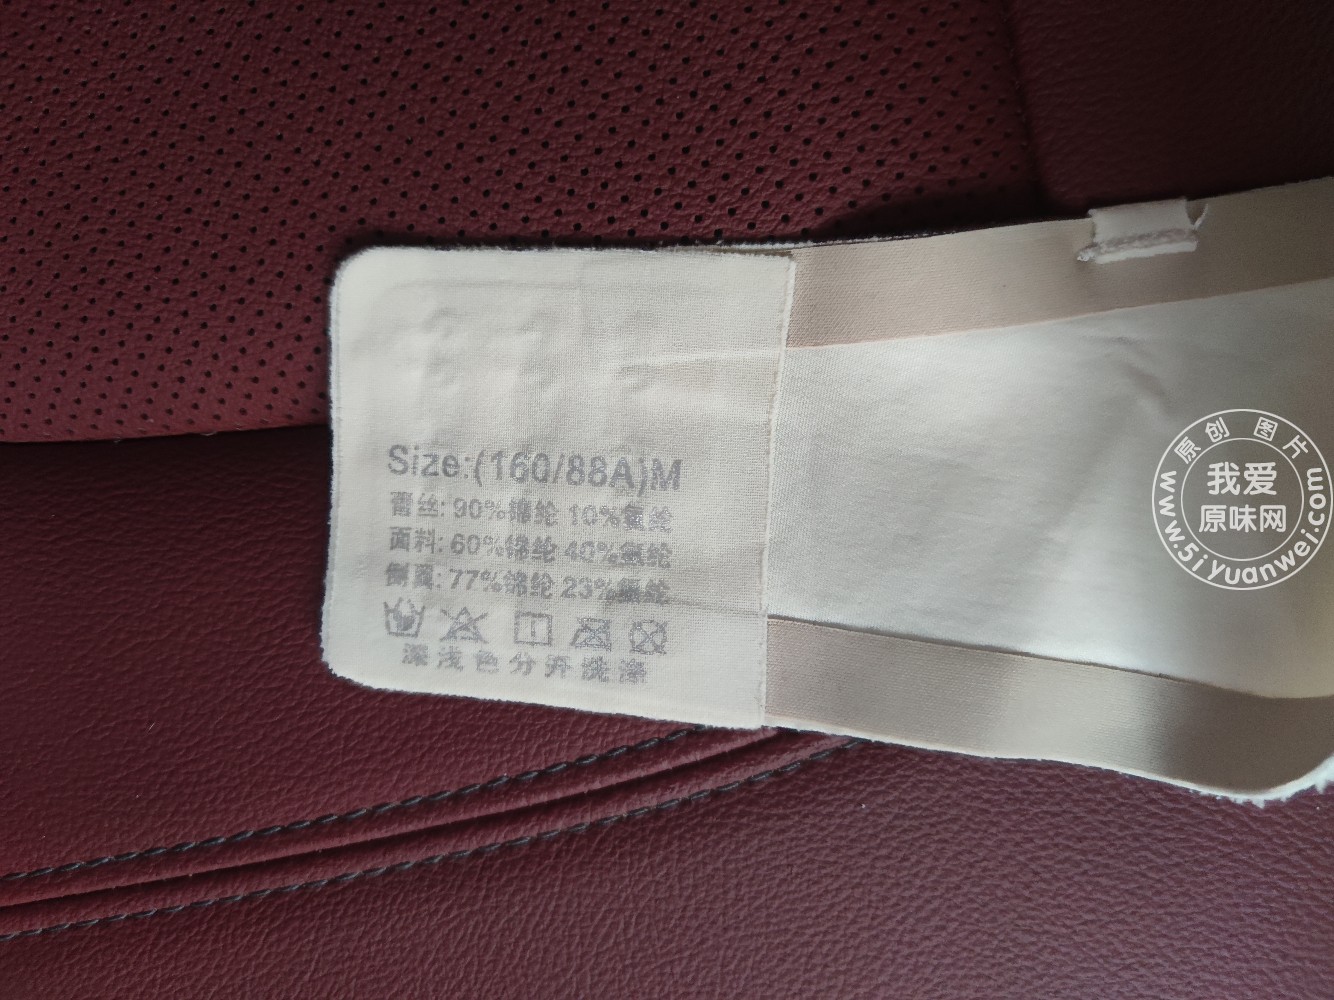 Size:(160/88A)M
蕾丝: 90%锦纶 10%氨纶
面料: 60%锦纶 40%氨纶
侧翼: 77%锦纶 23%氨纶
深浅色分开洗涤
原创 图片
我爱
原味网
www.5iyuanwei.com